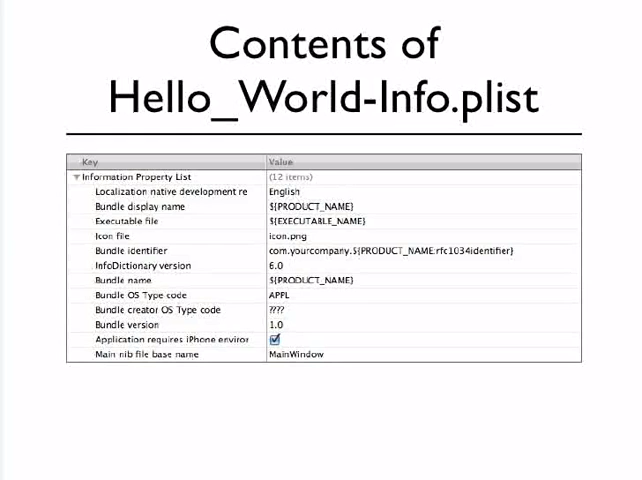 Contents of
Hello_World-Info.plist
Key Value
Information Property List (12 items)
Localization native development re English
Bundle display name ${PRODUCT_NAME}
Executable file ${EXECUTABLE_NAME}
Icon file icon.png
Bundle identifier com.yourcompany.${PRODUCT_NAME:rfc1034identifier}
InfoDictionary version 6.0
Bundle name ${PRODUCT_NAME}
Bundle OS Type code APPL
Bundle creator OS Type code ????
Bundle version 1.0
Application requires iPhone environ
Main nib file base name MainWindow